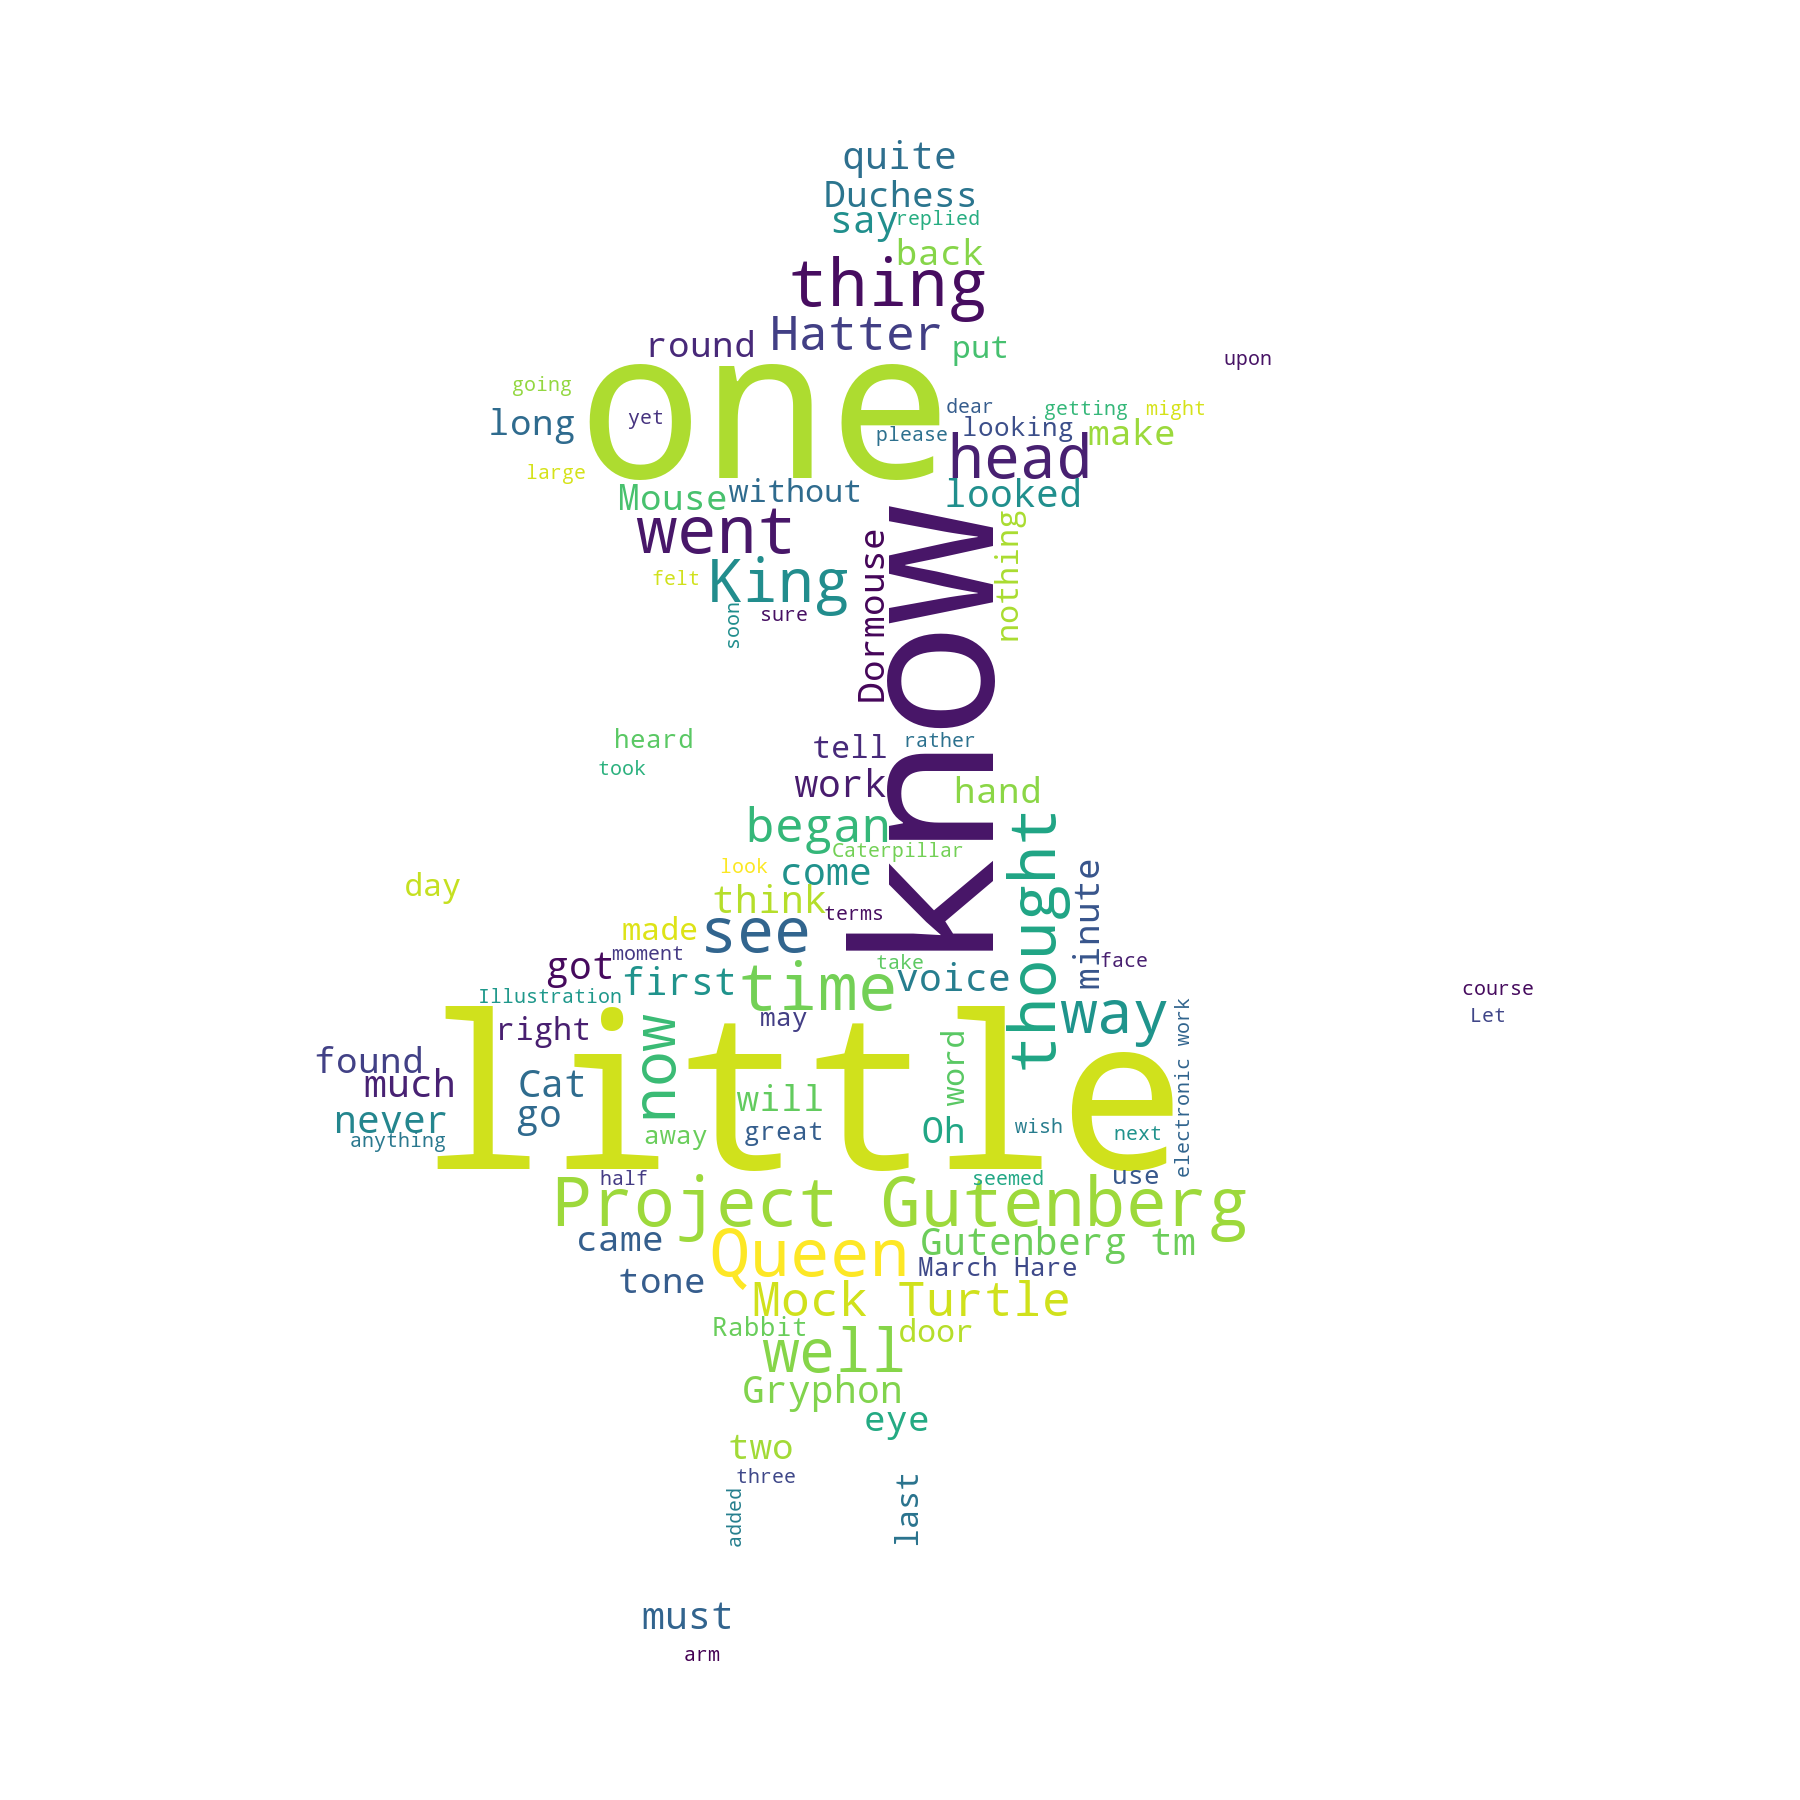 quite
Duchess
say
replied
back
thing
Hatter
round
put
upon
one
going
yet
long
dear
getting
might
please
looking
make
head
large
Mouse
without
looked
went
know
nothing
Dormouse
felt
King
soon
sure
heard
took
tell
rather
work
hand
began
thought
Caterpillar
look
come
minute
day
think
terms
made
see
moment
got
first
time
take
voice
face
course
Let
Illustration
way
electronic work
little
right
now
may
word
found
much
Cat
go
will
never
anything
away
great
Oh
wish
next
half
seemed
use
Project Gutenberg
came
Queen
Gutenberg tm
March Hare
tone
Mock Turtle
Rabbit
door
well
Gryphon
eye
two
three
added
last
must
arm